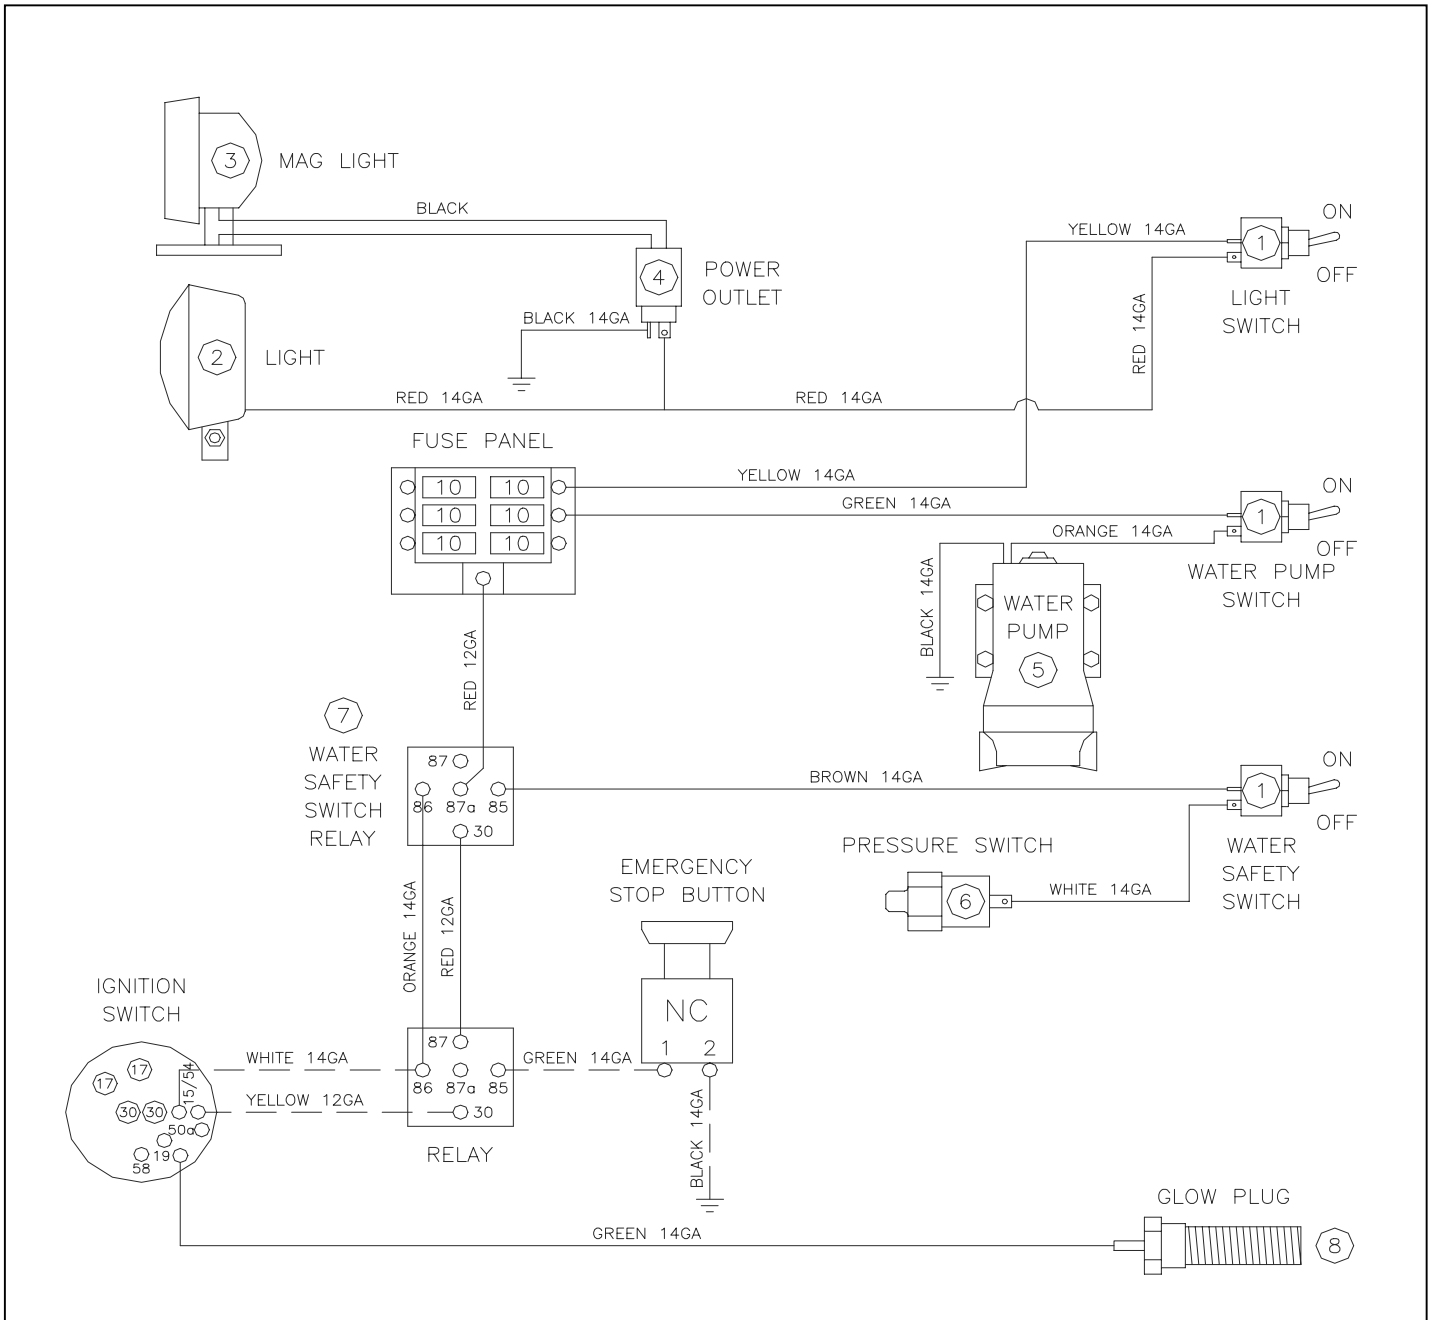 3
MAG LIGHT
BLACK
ON
YELLOW 14GA
1
OFF
LIGHT
SWITCH
4
POWER
OUTLET
BLACK 14GA
RED 14GA
2
LIGHT
RED 14GA
RED 14GA
FUSE PANEL
10 10
10 10
10 10
YELLOW 14GA
GREEN 14GA
ORANGE 14GA
ON
1
OFF
WATER PUMP
SWITCH
BLACK 14GA
WATER
PUMP
5
RED 12GA
7
WATER
SAFETY
SWITCH
RELAY
87
86 87a 85
30
BROWN 14GA
ON
1
OFF
WATER
SAFETY
SWITCH
PRESSURE SWITCH
6
WHITE 14GA
EMERGENCY
STOP BUTTON
NC
1 2
ORANGE 14GA
RED 12GA
IGNITION
SWITCH
WHITE 14GA
YELLOW 12GA
17
17
15/54
30 30
50a
19
58
87
86 87a 85
30
RELAY
GREEN 14GA
BLACK 14GA
GREEN 14GA
GLOW PLUG
8